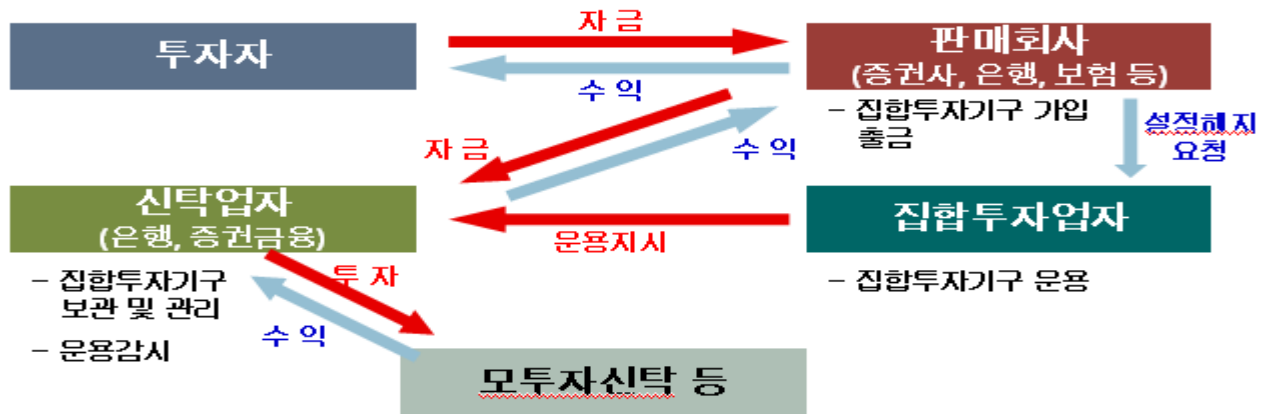 자 금
투자자
판매회사
(증권사, 은행, 보험 등)
수 익
– 집합투자기구 가입
출금
설정해지
요청
자 금
수 익
신탁업자
(은행, 증권금융)
집합투자업자
운용지시
– 집합투자기구
보관 및 관리
– 운용감시
투 자
– 집합투자기구 운용
수 익
모투자신탁 등